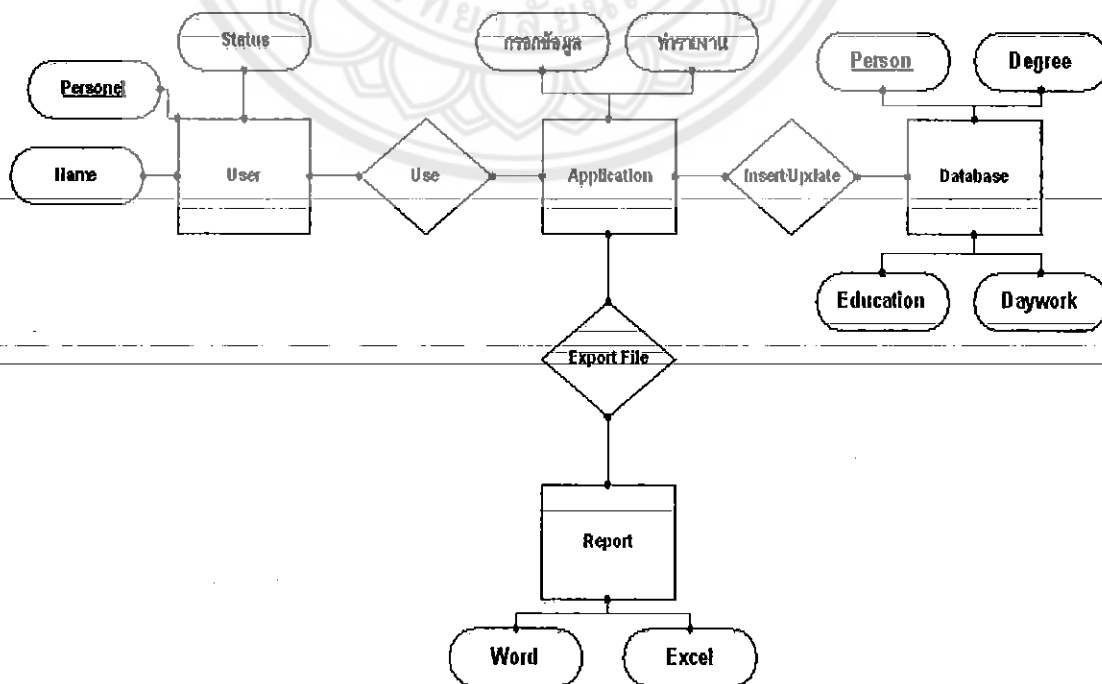 Status
กรอกข้อมูล
ทำรายงาน
Person
Degree
Personel
Name
User
Use
Application
Insert/Update
Database
Education
Daywork
Export File
Report
Word
Excel